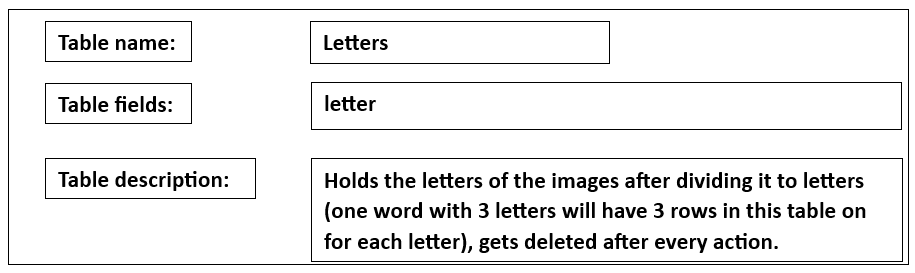 Table name: Letters
Table fields: letter
Table description: Holds the letters of the images after dividing it to letters
(one word with 3 letters will have 3 rows in this table on
for each letter), gets deleted after every action.